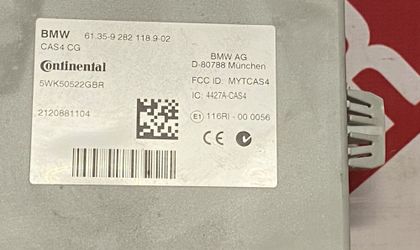 BMW 61.35-9 282 118.9-02
CAS4 CG
Continental
5WK50522GBR
2120881104
BMW AG
D-80788 München
FCC ID: MYTCAS4
IC: 4427A-CAS4
E1 116RI - 00 0056
CE